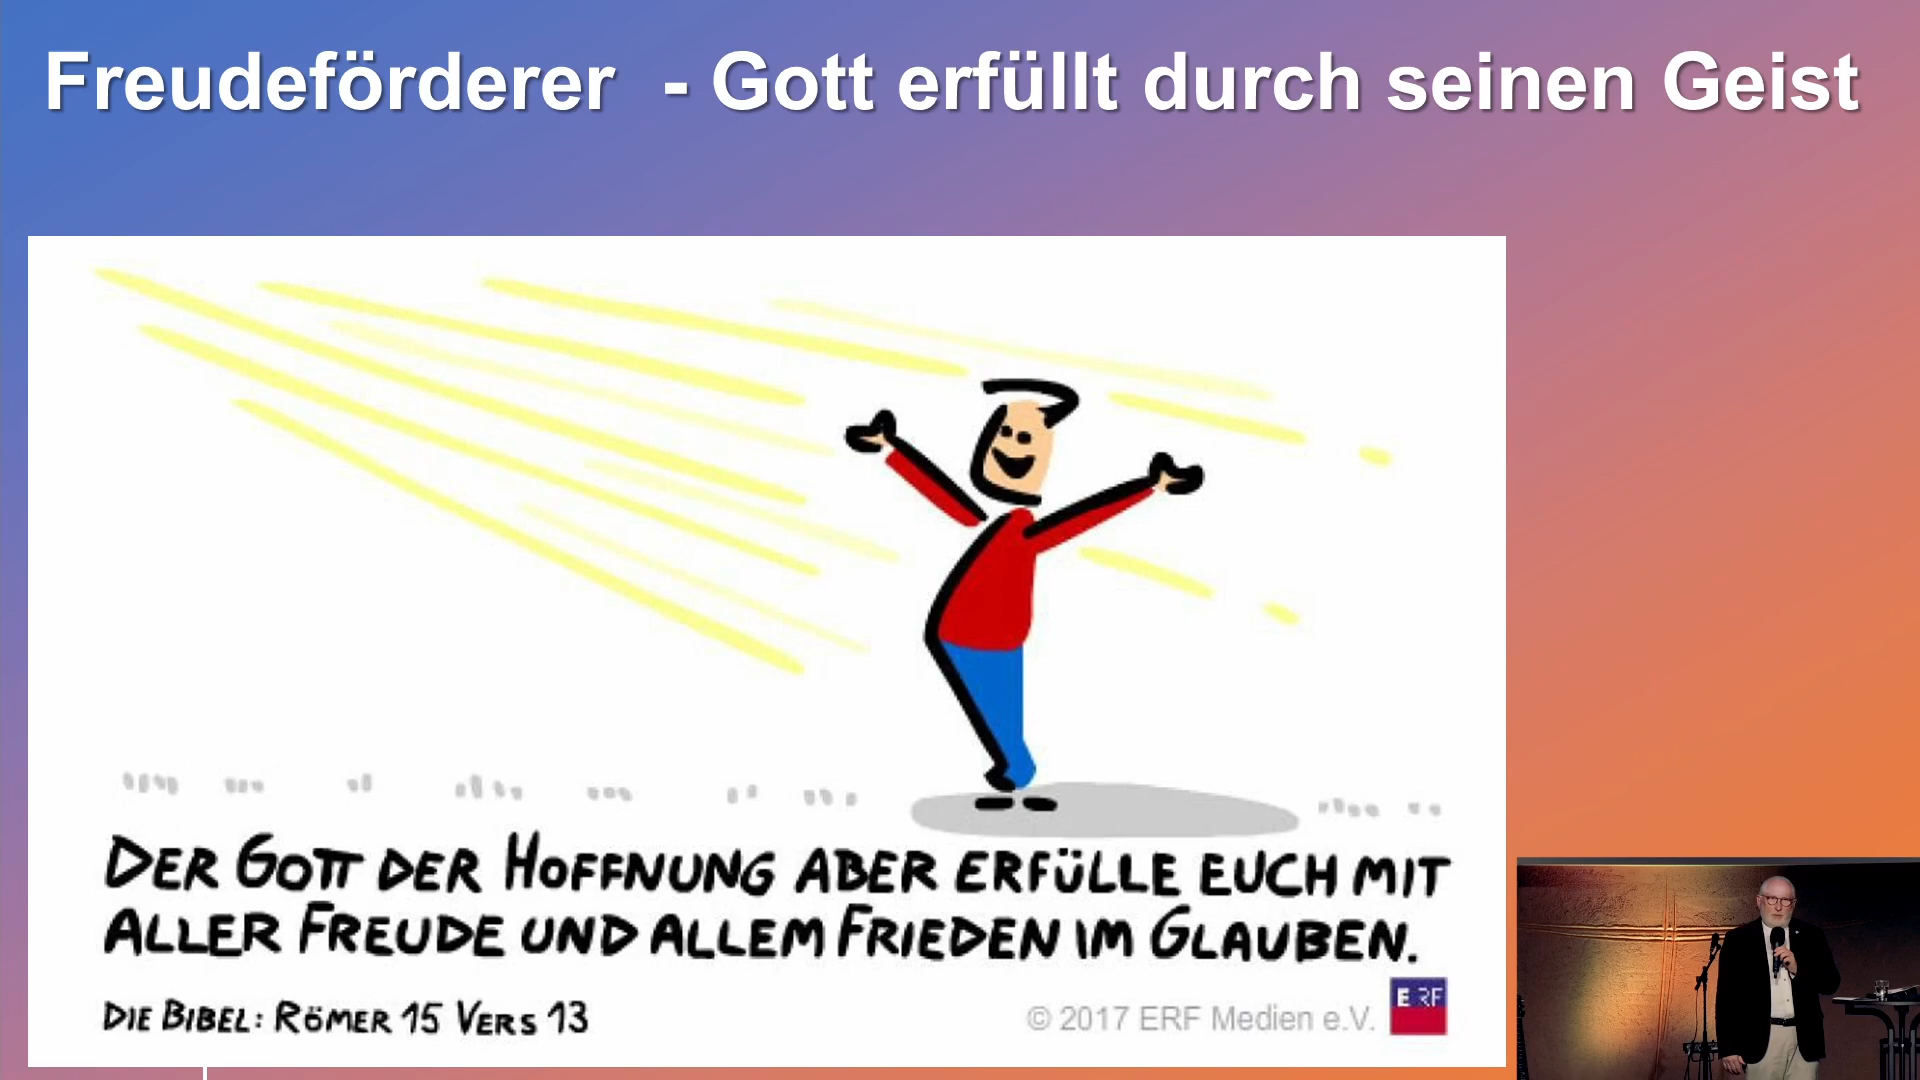 Freudeförderer - Gott erfüllt durch seinen Geist
DER GOTT DER HOFFNUNG ABER ERFÜLLE EUCH MIT
ALLER FREUDE UND ALLEM FRIEDEN IM GLAUBEN.
DIE BIBEL: RÖMER 15 VERS 13
© 2017 ERF Medien e.V.
ERF